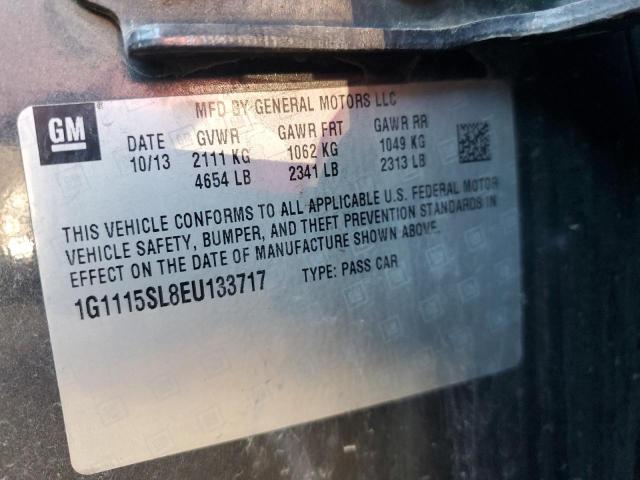 GM
MFD BY GENERAL MOTORS LLC
DATE GVWR GAWR FRT GAWR RR
10/13 2111 KG 1062 KG 1049 KG
4654 LB 2341 LB 2313 LB
THIS VEHICLE CONFORMS TO ALL APPLICABLE U.S. FEDERAL MOTOR
VEHICLE SAFETY, BUMPER, AND THEFT PREVENTION STANDARDS IN
EFFECT ON THE DATE OF MANUFACTURE SHOWN ABOVE.
1G1115SL8EU133717 TYPE: PASS CAR